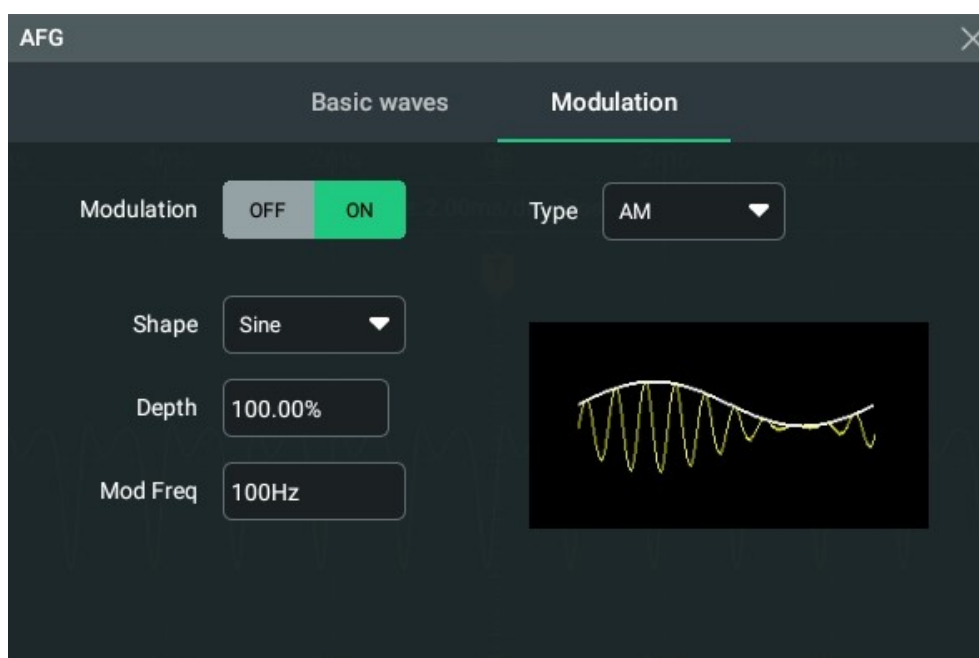 AFG
Basic waves Modulation
Modulation OFF ON Type AM
Shape Sine
Depth 100.00%
Mod Freq 100Hz